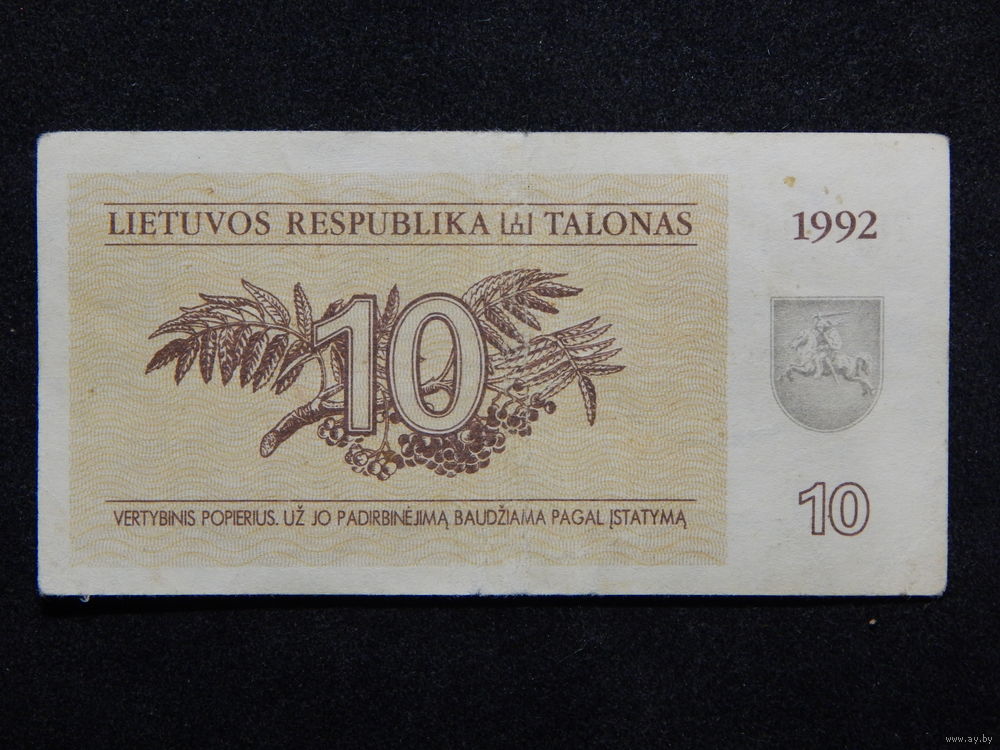 LIETUVOS RESPUBLIKA TALONAS
1992
10
VERTYBINIS POPIERIUS. UŽ JO PADIRBINĖJIMĄ BAUDŽIAMA PAGAL ĮSTATYMĄ
10
www.ay.by